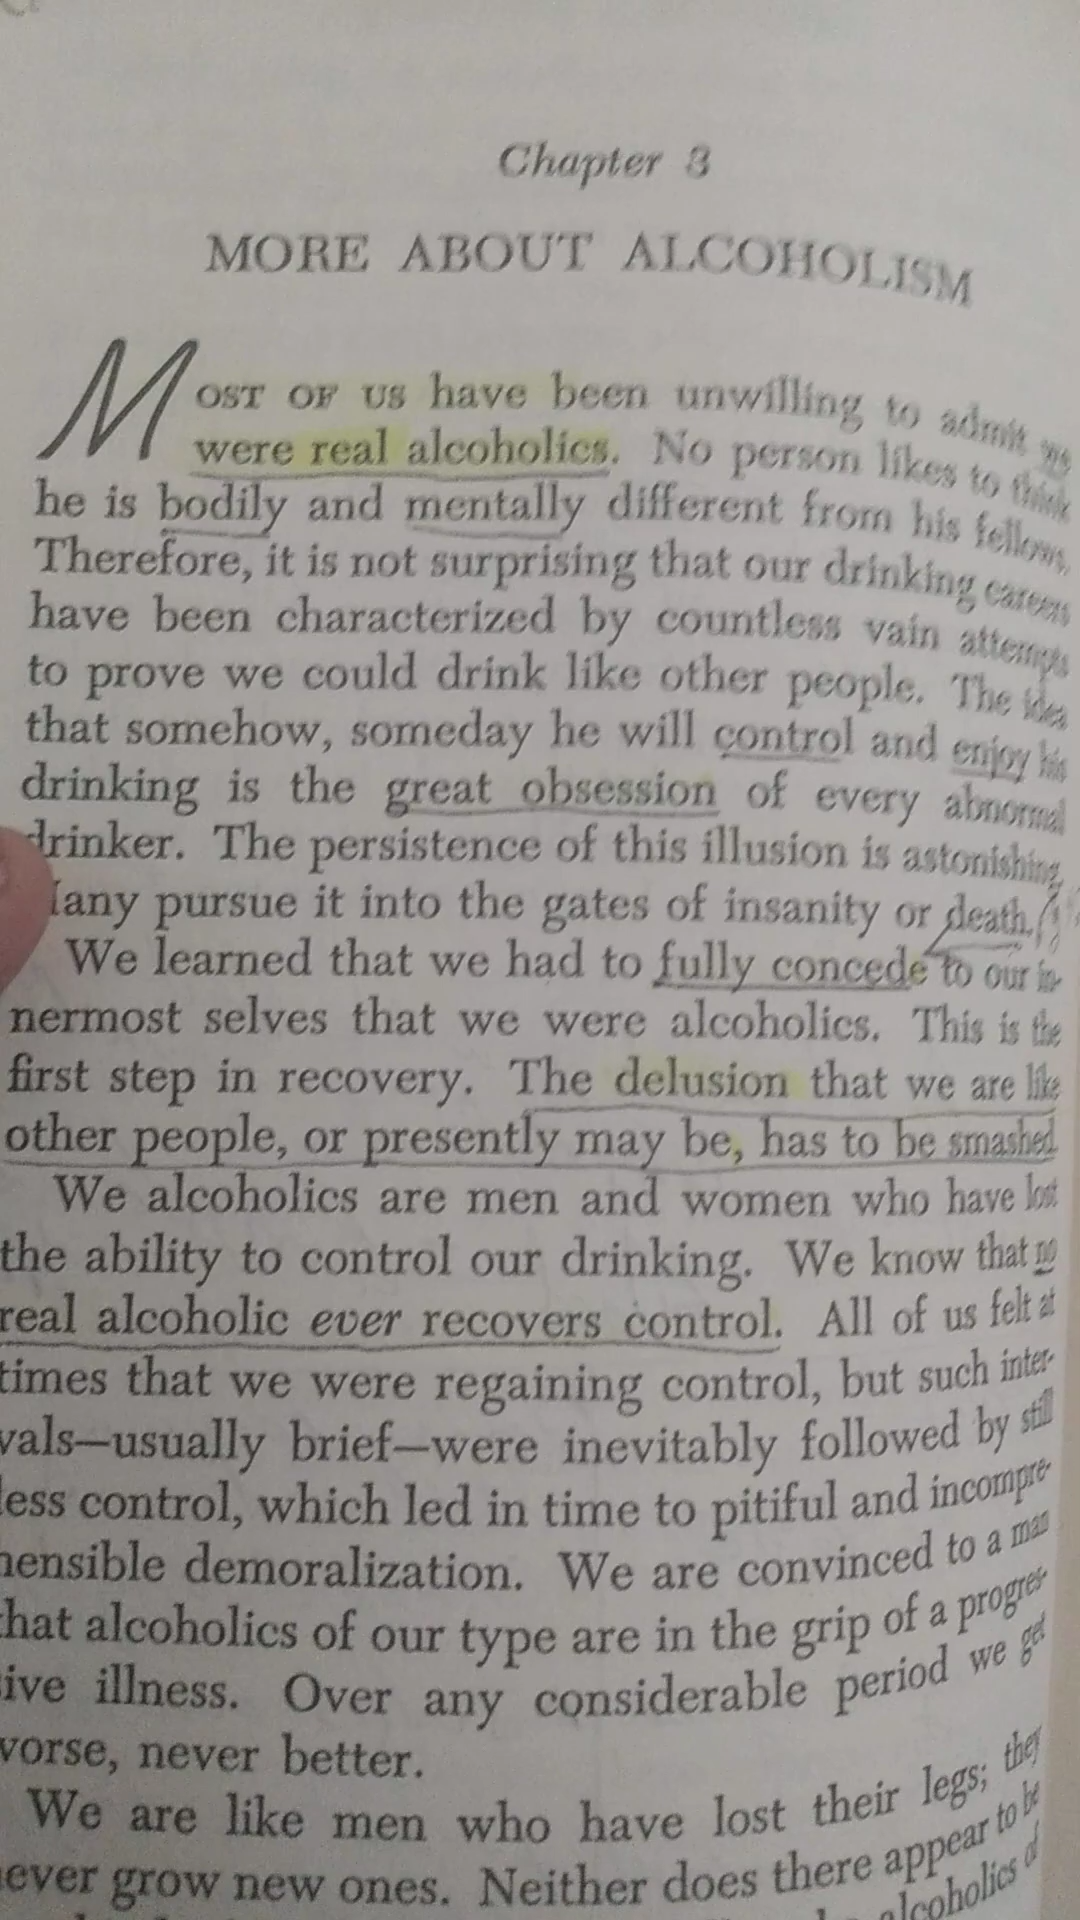 Chapter 3
MORE ABOUT ALCOHOLISM
MOST OF US have been unwilling to admit we
were real alcoholics. No person likes to think
he is bodily and mentally different from his fellows.
Therefore, it is not surprising that our drinking careers
have been characterized by countless vain attempts
to prove we could drink like other people. The idea
that somehow, someday he will control and enjoy his
drinking is the great obsession of every abnormal
drinker. The persistence of this illusion is astonishing.
any pursue it into the gates of insanity or death.
We learned that we had to fully concede to our in-
nermost selves that we were alcoholics. This is the
first step in recovery. The delusion that we are like
other people, or presently may be, has to be smashed.
We alcoholics are men and women who have lost
the ability to control our drinking. We know that no
real alcoholic ever recovers control. All of us felt at
times that we were regaining control, but such inter-
vals—usually brief—were inevitably followed by still
less control, which led in time to pitiful and incompre-
hensible demoralization. We are convinced to a man
that alcoholics of our type are in the grip of a progres-
sive illness. Over any considerable period we get
worse, never better.
We are like men who have lost their legs; they
never grow new ones. Neither does there appear to be
alcoholics of